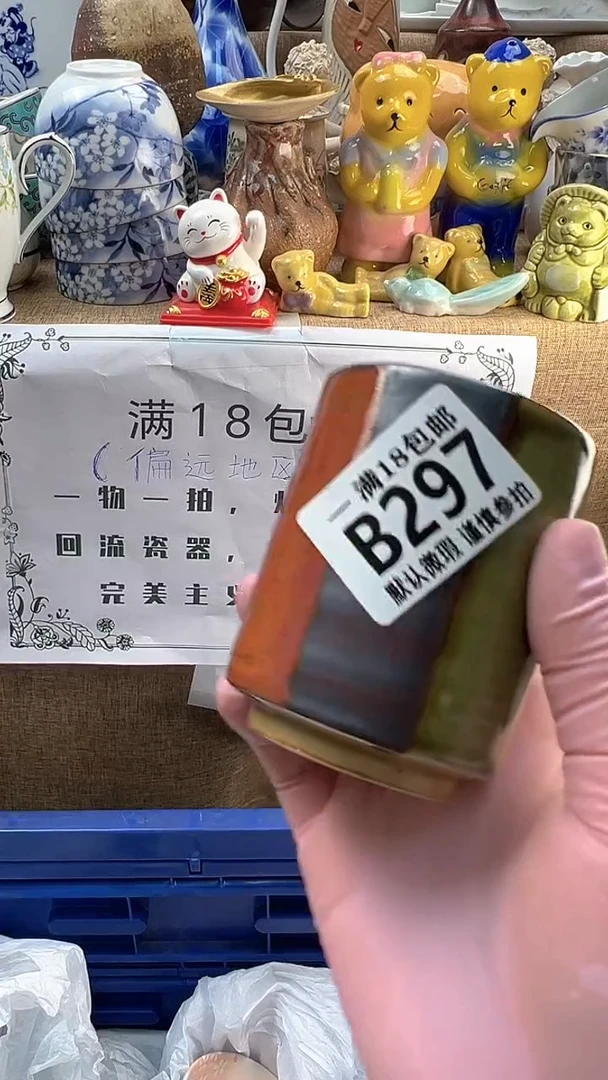 满18包
(偏远地区
一物一拍,
回流瓷器,
完美主义
满18包邮
B297
默认微瑕 谨慎参拍